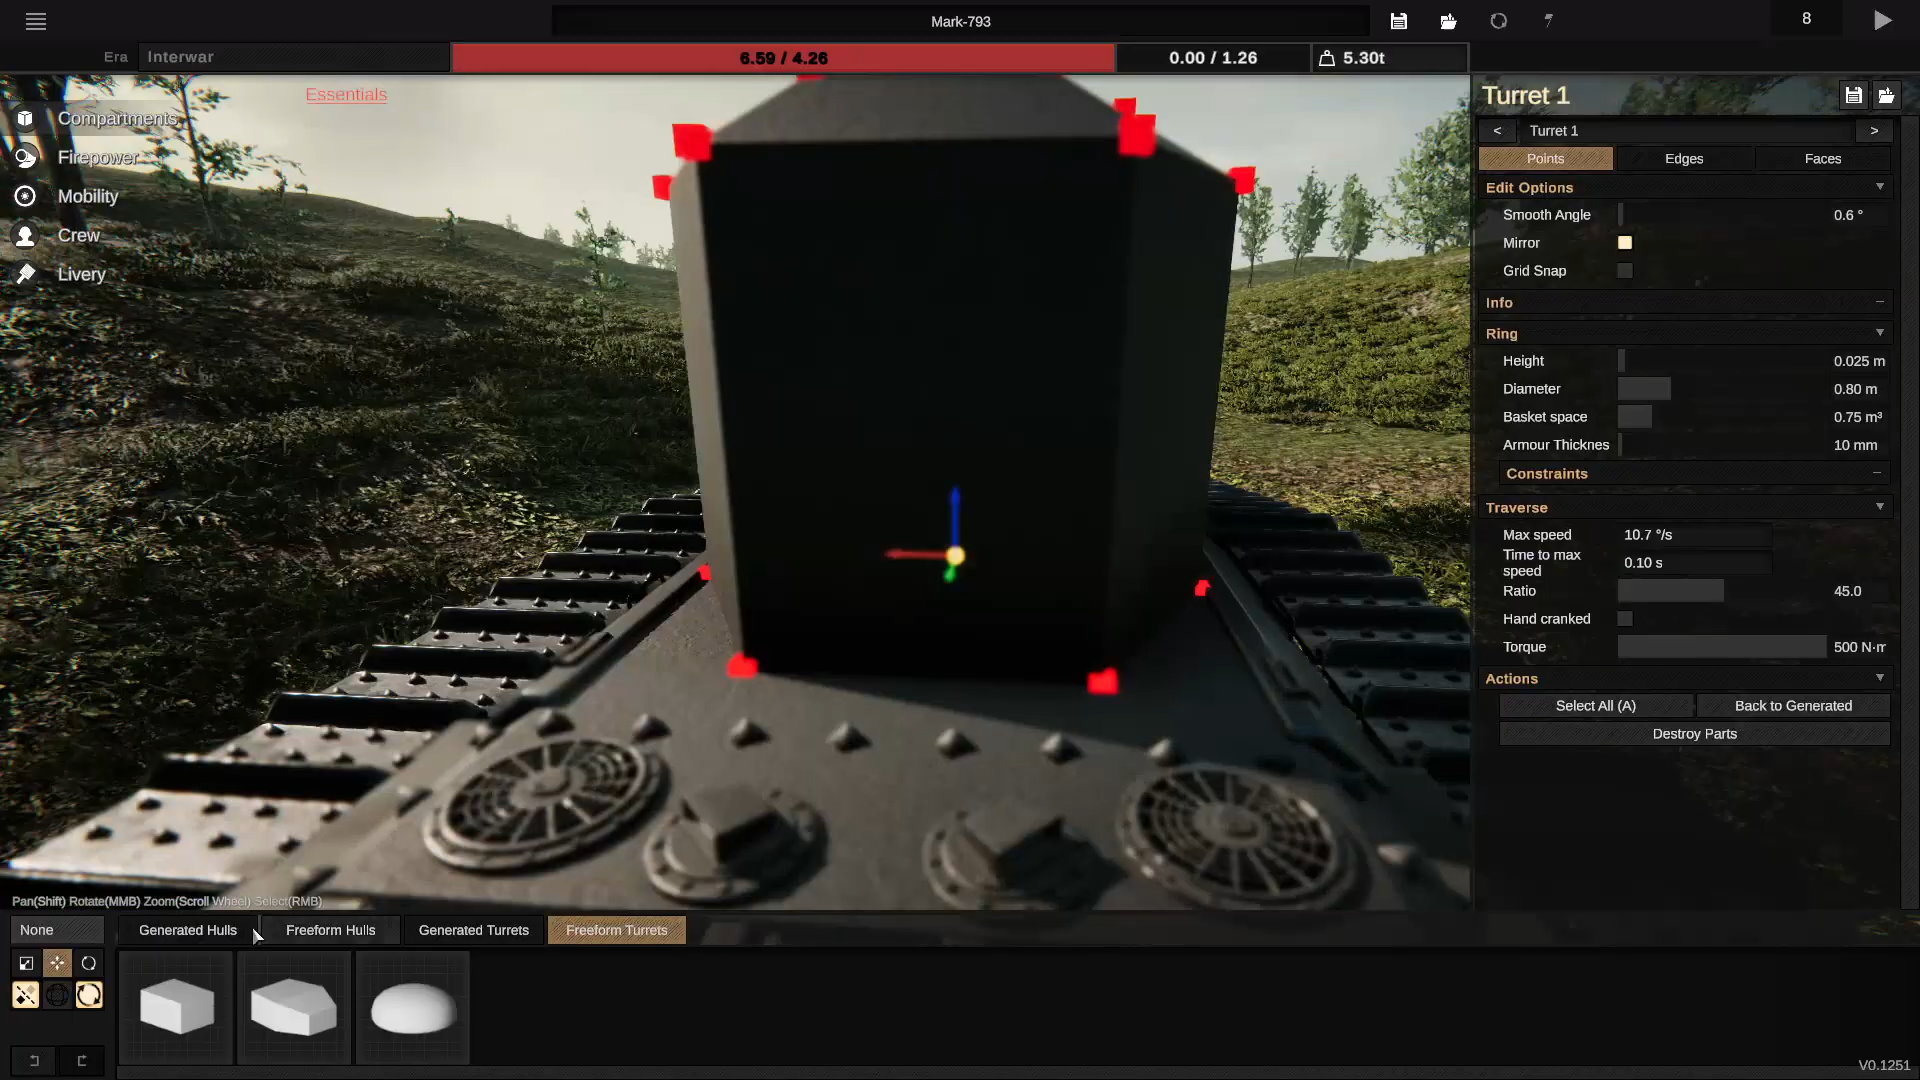 Mark-793
8
Era
Interwar
6.59 / 4.26
0.00 / 1.26
5.30t
Essentials
Compartments
Firepower
Mobility
Crew
Livery
Turret 1
<
Turret 1
>
Points
Edges
Faces
Edit Options
Smooth Angle
0.6 °
Mirror
Grid Snap
Info
Ring
Height
0.025 m
Diameter
0.80 m
Basket space
0.75 m³
Armour Thicknes
10 mm
Constraints
Traverse
Max speed
10.7 °/s
Time to max
speed
0.10 s
Ratio
45.0
Hand cranked
Torque
500 N·m
Actions
Select All (A)
Back to Generated
Destroy Parts
Pan(Shift) Rotate(MMB) Zoom(Scroll Wheel) Select(RMB)
None
Generated Hulls
Freeform Hulls
Generated Turrets
Freeform Turrets
V0.1251